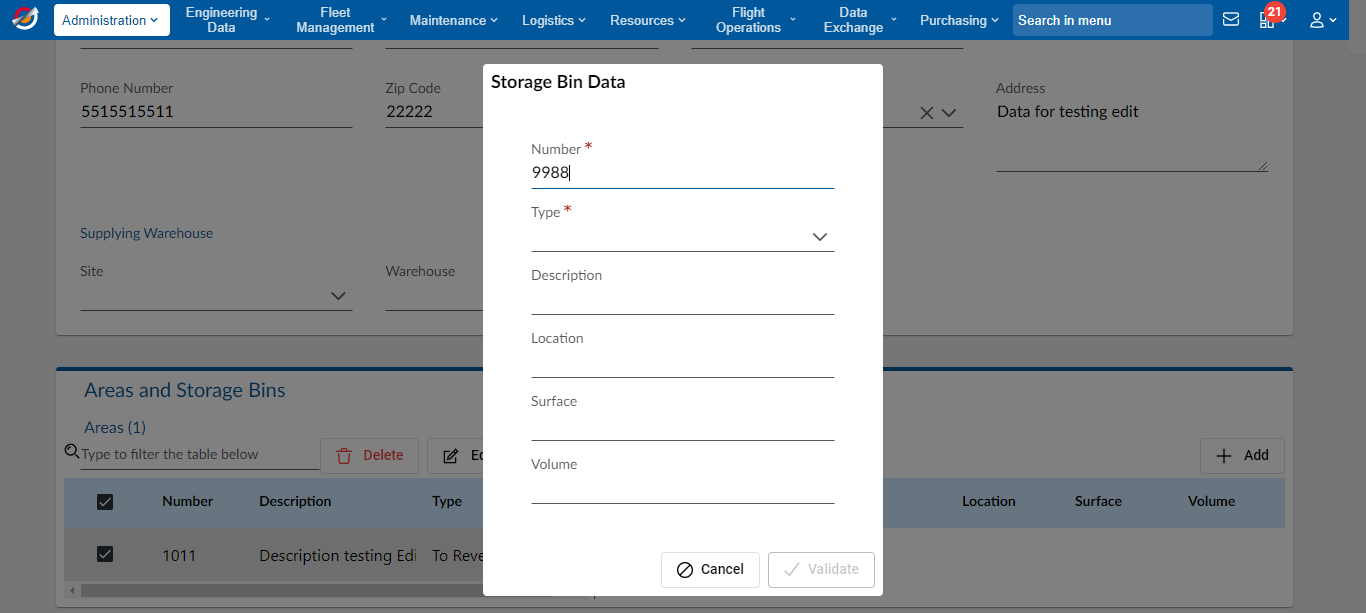 Administration
Engineering Data
Fleet Management
Maintenance
Logistics
Resources
Flight Operations
Data Exchange
Purchasing
Search in menu
21
Phone Number
5515515511
Zip Code
22222
Address
Data for testing edit
Supplying Warehouse
Site
Warehouse
Storage Bin Data
Number *
9988
Type *
Description
Location
Surface
Volume
Cancel
Validate
Areas and Storage Bins
Areas (1)
Type to filter the table below
Delete
Add
Number Description Type Location Surface Volume
1011 Description testing Edi To Reve